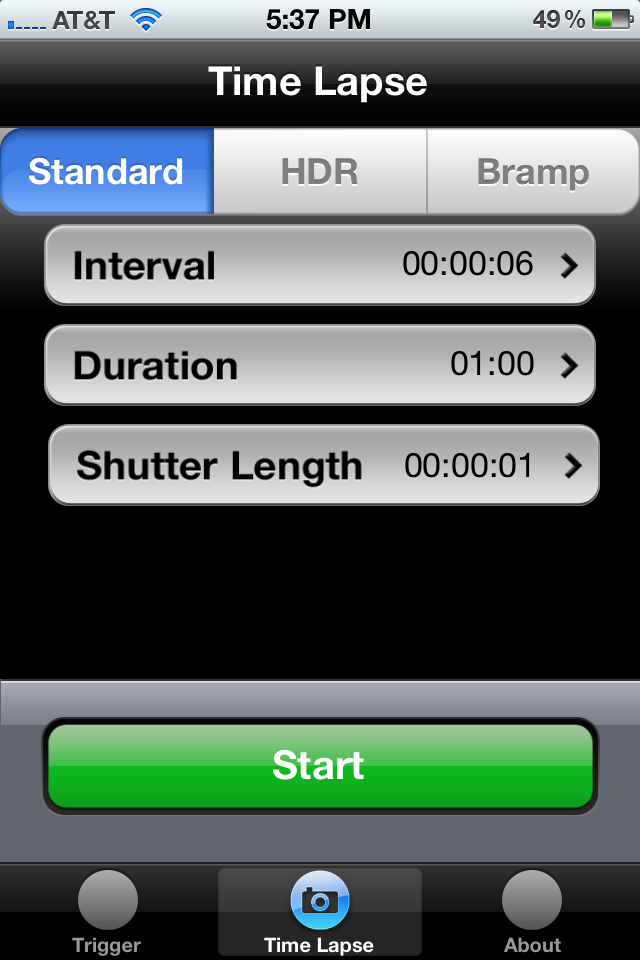 AT&T 5:37 PM 49%
Time Lapse
Standard HDR Bramp
Interval 00:00:06
Duration 01:00
Shutter Length 00:00:01
Start
Trigger Time Lapse About